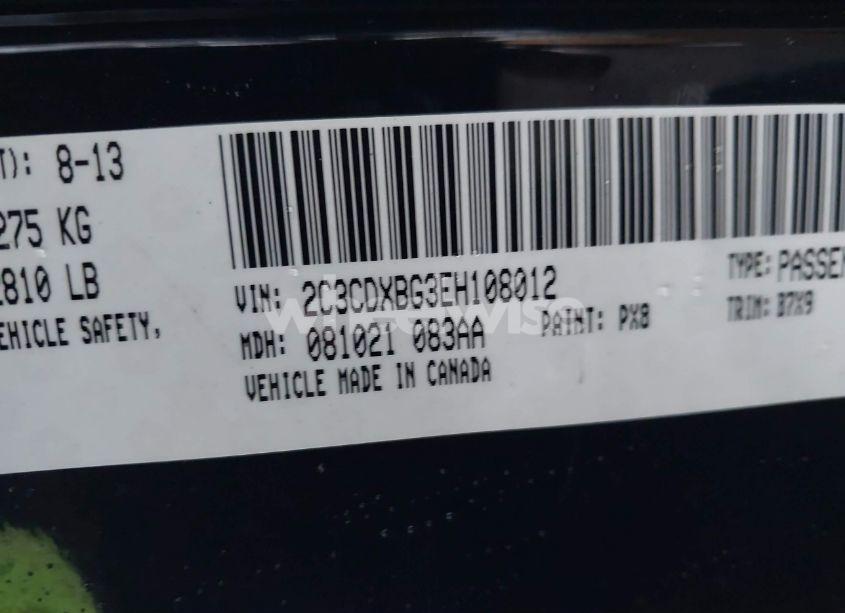 T): 8-13
275 KG
810 LB
EHICLE SAFETY,
VIN: 2C3CDXBG3EH108012
TYPE: PASSEN
MDH: 081021 083AA
PAINT: PX8
TRIM: B7X9
VEHICLE MADE IN CANADA